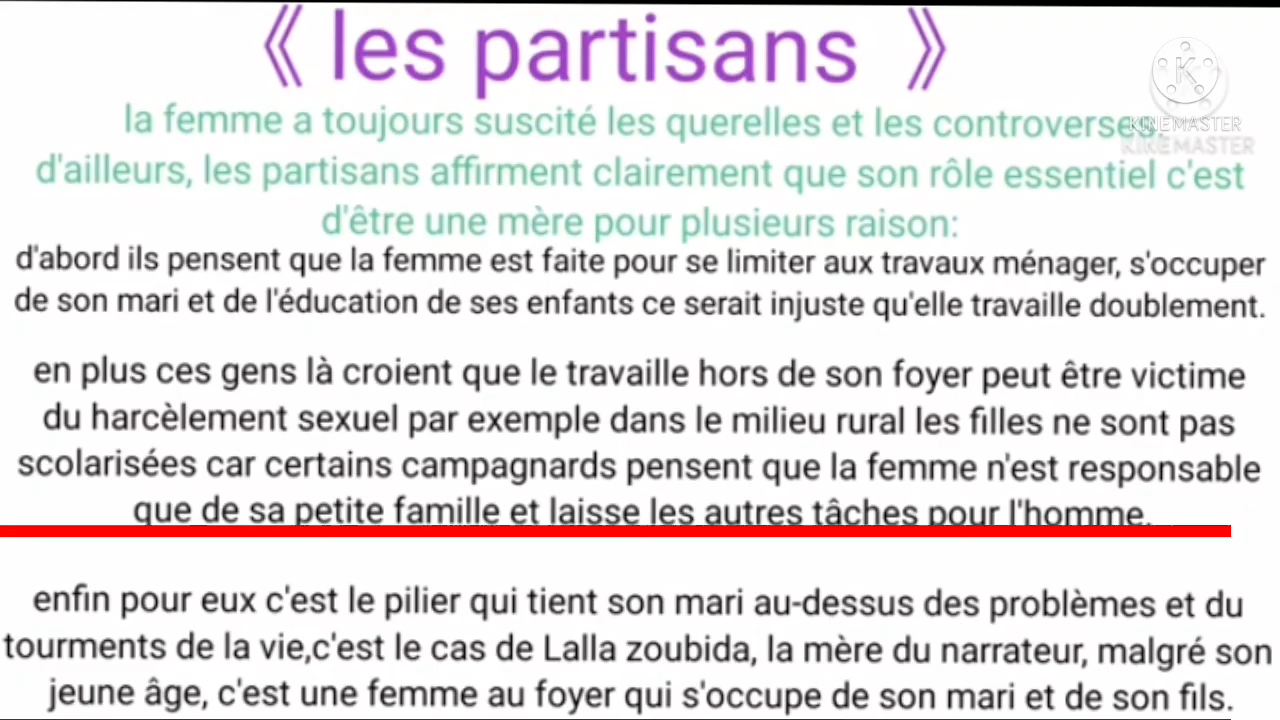 《 les partisans 》
KINEMASTER
KINEMASTER
la femme a toujours suscité les querelles et les controverses.
d'ailleurs, les partisans affirment clairement que son rôle essentiel c'est
d'être une mère pour plusieurs raison:
d'abord ils pensent que la femme est faite pour se limiter aux travaux ménager, s'occuper
de son mari et de l'éducation de ses enfants ce serait injuste qu'elle travaille doublement.
en plus ces gens là croient que le travaille hors de son foyer peut être victime
du harcèlement sexuel par exemple dans le milieu rural les filles ne sont pas
scolarisées car certains campagnards pensent que la femme n'est responsable
que de sa petite famille et laisse les autres tâches pour l'homme.
enfin pour eux c'est le pilier qui tient son mari au-dessus des problèmes et du
tourments de la vie,c'est le cas de Lalla zoubida, la mère du narrateur, malgré son
jeune âge, c'est une femme au foyer qui s'occupe de son mari et de son fils.